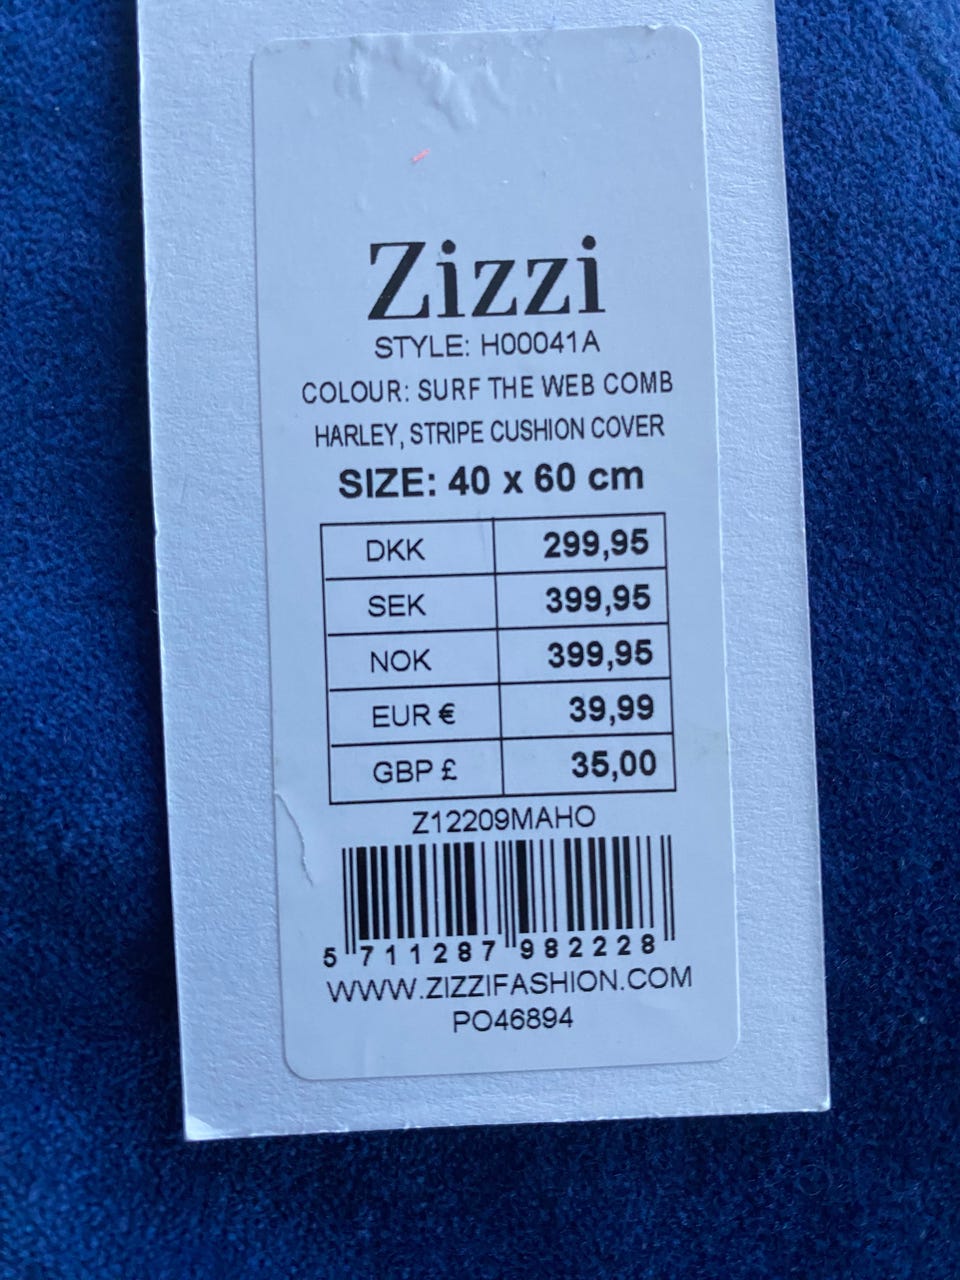 Zizzi
STYLE: H00041A
COLOUR: SURF THE WEB COMB
HARLEY, STRIPE CUSHION COVER
SIZE: 40 x 60 cm
DKK 299,95
SEK 399,95
NOK 399,95
EUR € 39,99
GBP £ 35,00
Z12209MAHO
5 711287 982228
WWW.ZIZZIFASHION.COM
PO46894